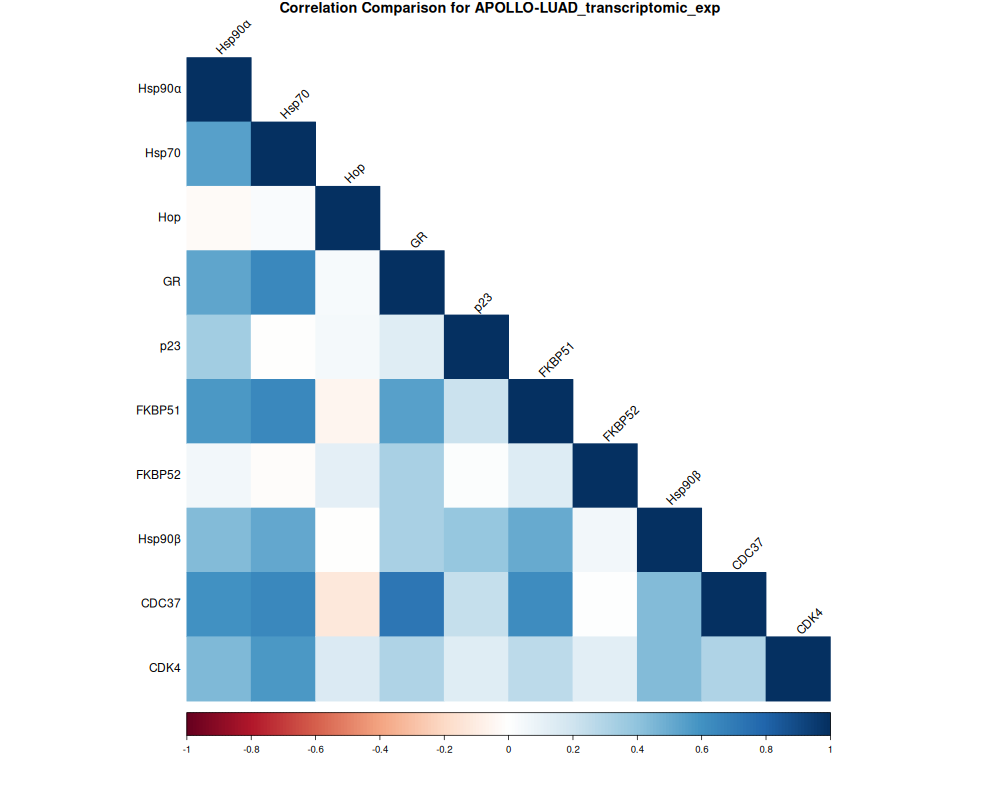 Correlation Comparison for APOLLO-LUAD_transcriptomic_exp
Hsp90α
Hsp90α
Hsp70
Hsp70
Hop
Hop
GR
GR
p23
p23
FKBP51
FKBP51
FKBP52
FKBP52
Hsp90β
Hsp90β
CDC37
CDC37
CDK4
CDK4
-1 -0.8 -0.6 -0.4 -0.2 0 0.2 0.4 0.6 0.8 1